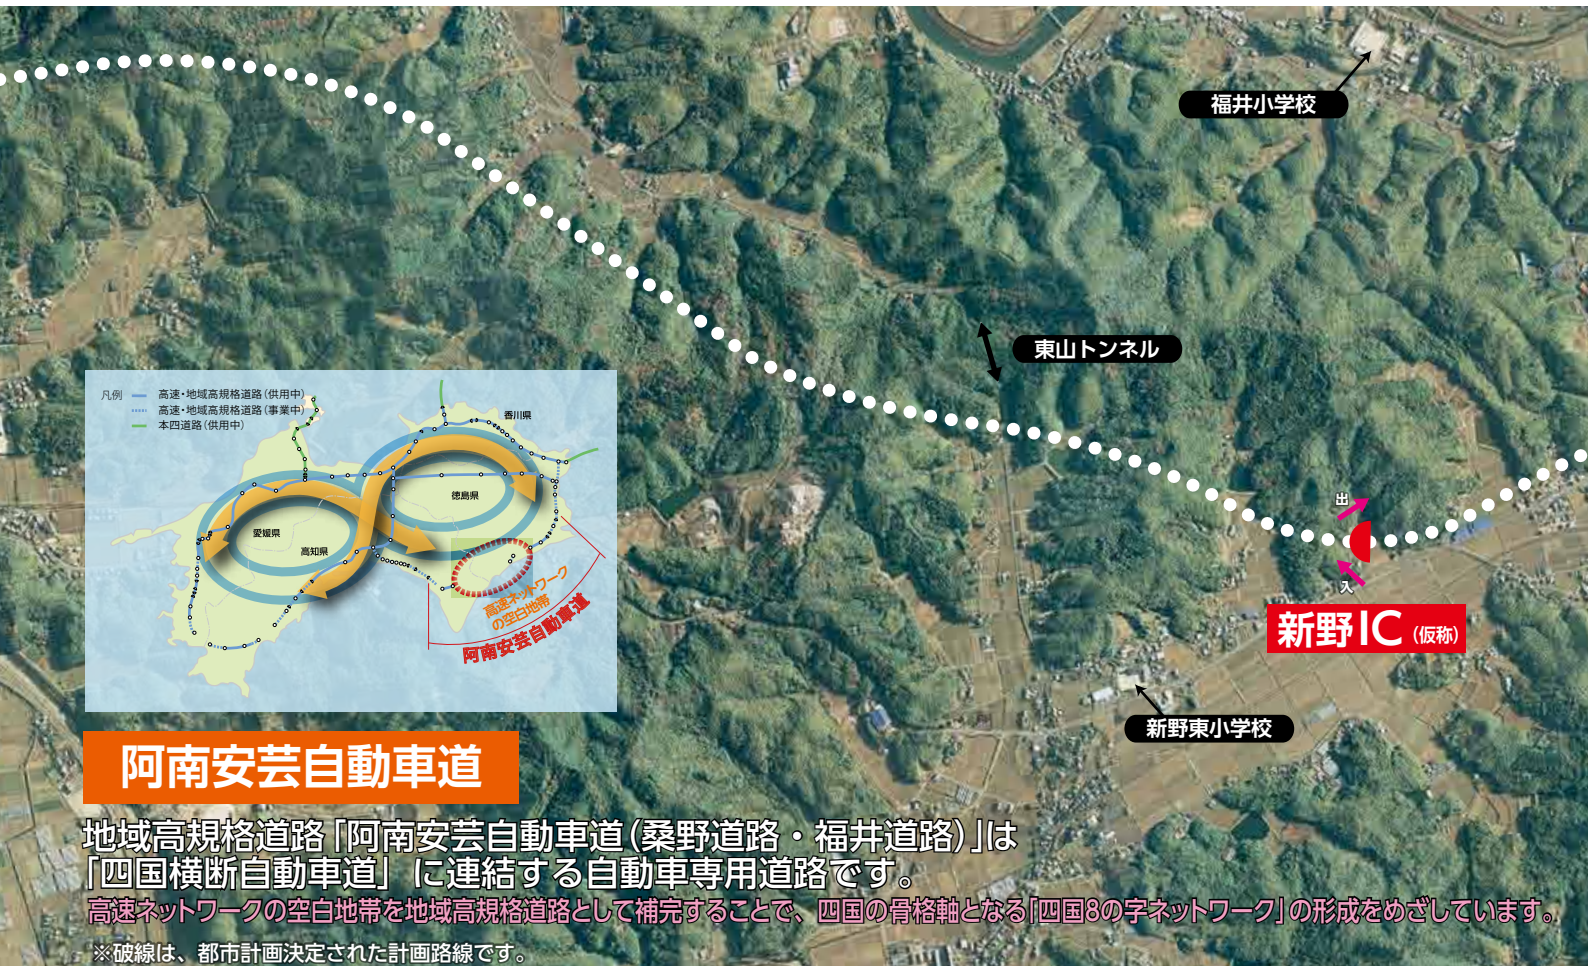 福井小学校
東山トンネル
凡例
高速・地域高規格道路(供用中)
高速・地域高規格道路(事業中)
本四道路(供用中)
香川県
徳島県
愛媛県
高知県
高速ネットワーク
の空白地帯
阿南安芸自動車道
出
入
新野IC(仮称)
新野東小学校
阿南安芸自動車道
地域高規格道路「阿南安芸自動車道(桑野道路・福井道路)」は
「四国横断自動車道」に連結する自動車専用道路です。
高速ネットワークの空白地帯を地域高規格道路として補完することで、四国の骨格軸となる「四国8の字ネットワーク」の形成をめざしています。
※破線は、都市計画決定された計画路線です。